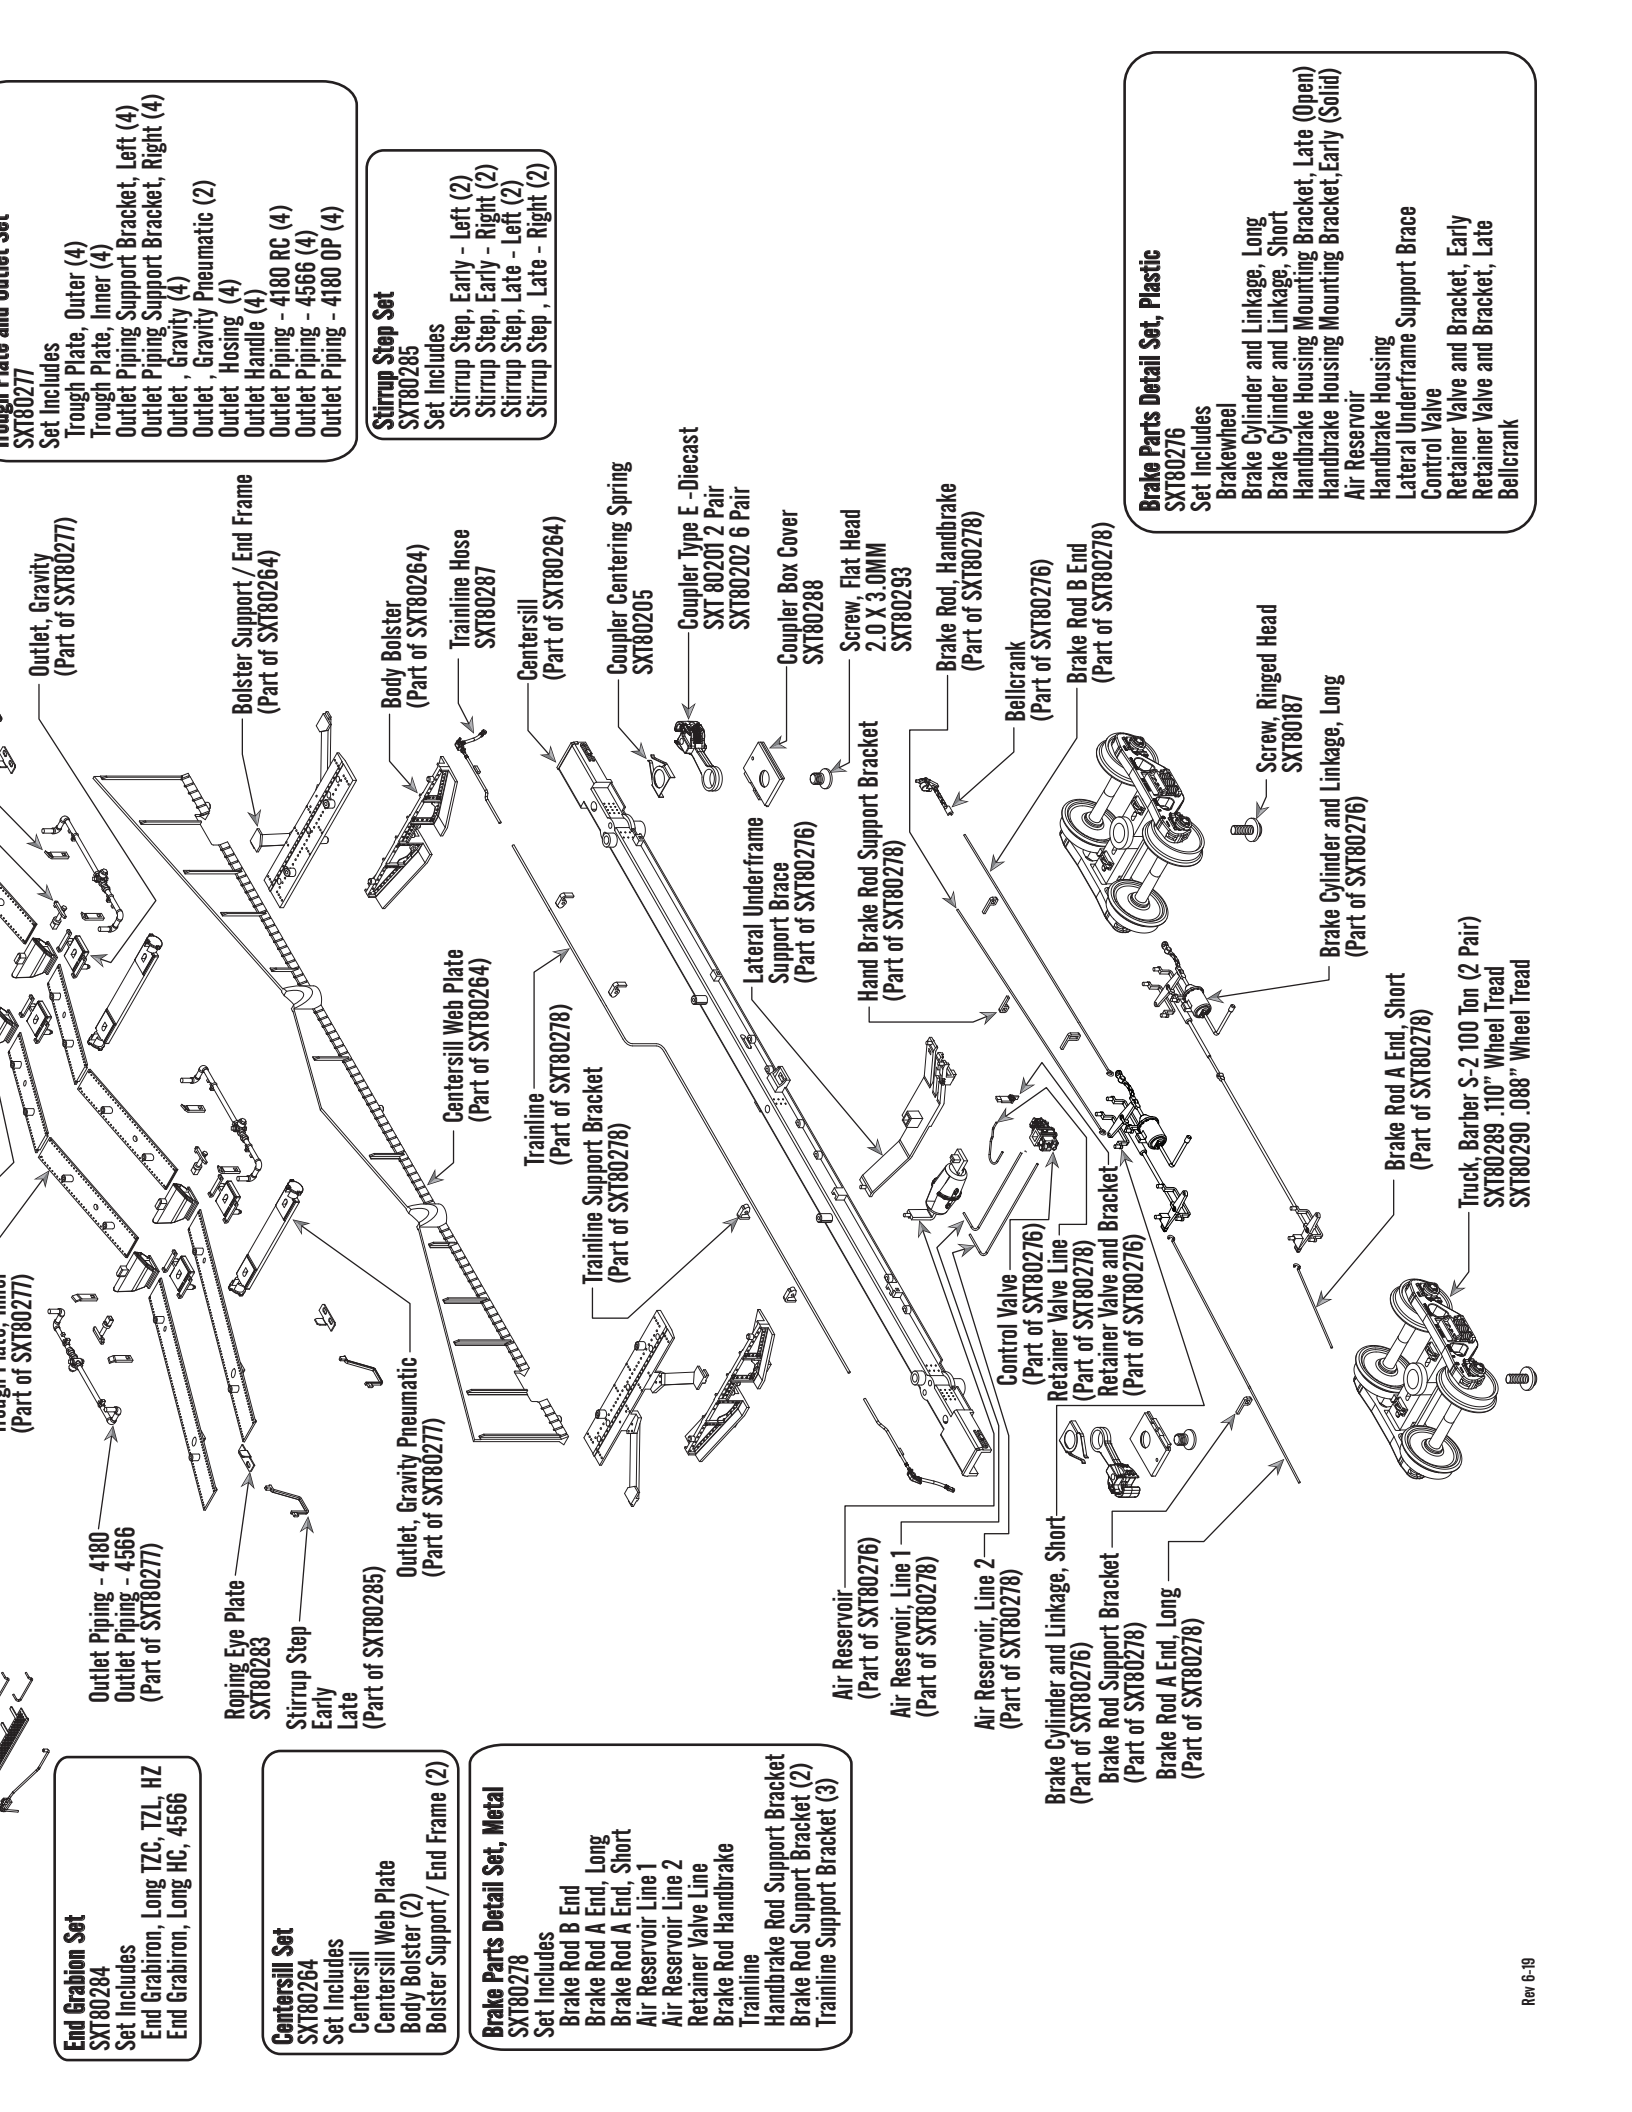 Trough Plate and Outlet Set
SXT80277
Set Includes
Trough Plate, Outer (4)
Trough Plate, Inner (4)
Outlet Piping Support Bracket, Left (4)
Outlet Piping Support Bracket, Right (4)
Outlet , Gravity (4)
Outlet , Gravity Pneumatic (2)
Outlet Hosing (4)
Outlet Handle (4)
Outlet Piping - 4180 RC (4)
Outlet Piping - 4566 (4)
Outlet Piping - 4180 OP (4)
Stirrup Step Set
SXT80285
Set Includes
Stirrup Step, Early - Left (2)
Stirrup Step, Early - Right (2)
Stirrup Step, Late - Left (2)
Stirrup Step , Late - Right (2)
Brake Parts Detail Set, Plastic
SXT80276
Set Includes
Brakewheel
Brake Cylinder and Linkage, Long
Brake Cylinder and Linkage, Short
Handbrake Housing Mounting Bracket, Late (Open)
Handbrake Housing Mounting Bracket,Early (Solid)
Air Reservoir
Handbrake Housing
Lateral Underframe Support Brace
Control Valve
Retainer Valve and Bracket, Early
Retainer Valve and Bracket, Late
Bellcrank
Outlet, Gravity
(Part of SXT80277)
Bolster Support / End Frame
(Part of SXT80264)
Body Bolster
(Part of SXT80264)
Trainline Hose
SXT80287
Centersill
(Part of SXT80264)
Coupler Centering Spring
SXT80205
Coupler Type E -Diecast
SXT 80201 2 Pair
SXT80202 6 Pair
Coupler Box Cover
SXT80288
Screw, Flat Head
2.0 X 3.0MM
SXT80293
Brake Rod, Handbrake
(Part of SXT80278)
Bellcrank
(Part of SXT80276)
Brake Rod B End
(Part of SXT80278)
Screw, Ringed Head
SXT80187
Brake Cylinder and Linkage, Long
(Part of SXT80276)
Lateral Underframe
Support Brace
(Part of SXT80276)
Hand Brake Rod Support Bracket
(Part of SXT80278)
Centersill Web Plate
(Part of SXT80264)
Trainline
(Part of SXT80278)
Trainline Support Bracket
(Part of SXT80278)
Brake Rod A End, Short
(Part of SXT80278)
Truck, Barber S-2 100 Ton (2 Pair)
SXT80289 .110” Wheel Tread
SXT80290 .088” Wheel Tread
(Part of SXT80277)
Control Valve
(Part of SXT80276)
Retainer Valve Line
(Part of SXT80278)
Retainer Valve and Bracket
(Part of SXT80276)
Outlet Piping - 4180
Outlet Piping - 4566
(Part of SXT80277)
Roping Eye Plate
SXT80283
Stirrup Step
Early
Late
(Part of SXT80285)
Outlet, Gravity Pneumatic
(Part of SXT80277)
Air Reservoir
(Part of SXT80276)
Air Reservoir, Line 1
(Part of SXT80278)
Air Reservoir, Line 2
(Part of SXT80278)
Brake Cylinder and Linkage, Short
(Part of SXT80276)
Brake Rod Support Bracket
(Part of SXT80278)
Brake Rod A End, Long
(Part of SXT80278)
End Grabion Set
SXT80284
Set Includes
End Grabiron, Long TZC, TZL, HZ
End Grabiron, Long HC, 4566
Centersill Set
SXT80264
Set Includes
Centersill
Centersill Web Plate
Body Bolster (2)
Bolster Support / End Frame (2)
Brake Parts Detail Set, Metal
SXT80278
Set Includes
Brake Rod B End
Brake Rod A End, Long
Brake Rod A End, Short
Air Reservoir Line 1
Air Reservoir Line 2
Retainer Valve Line
Brake Rod Handbrake
Trainline
Handbrake Rod Support Bracket
Brake Rod Support Bracket (2)
Trainline Support Bracket (3)
Rev 6-19